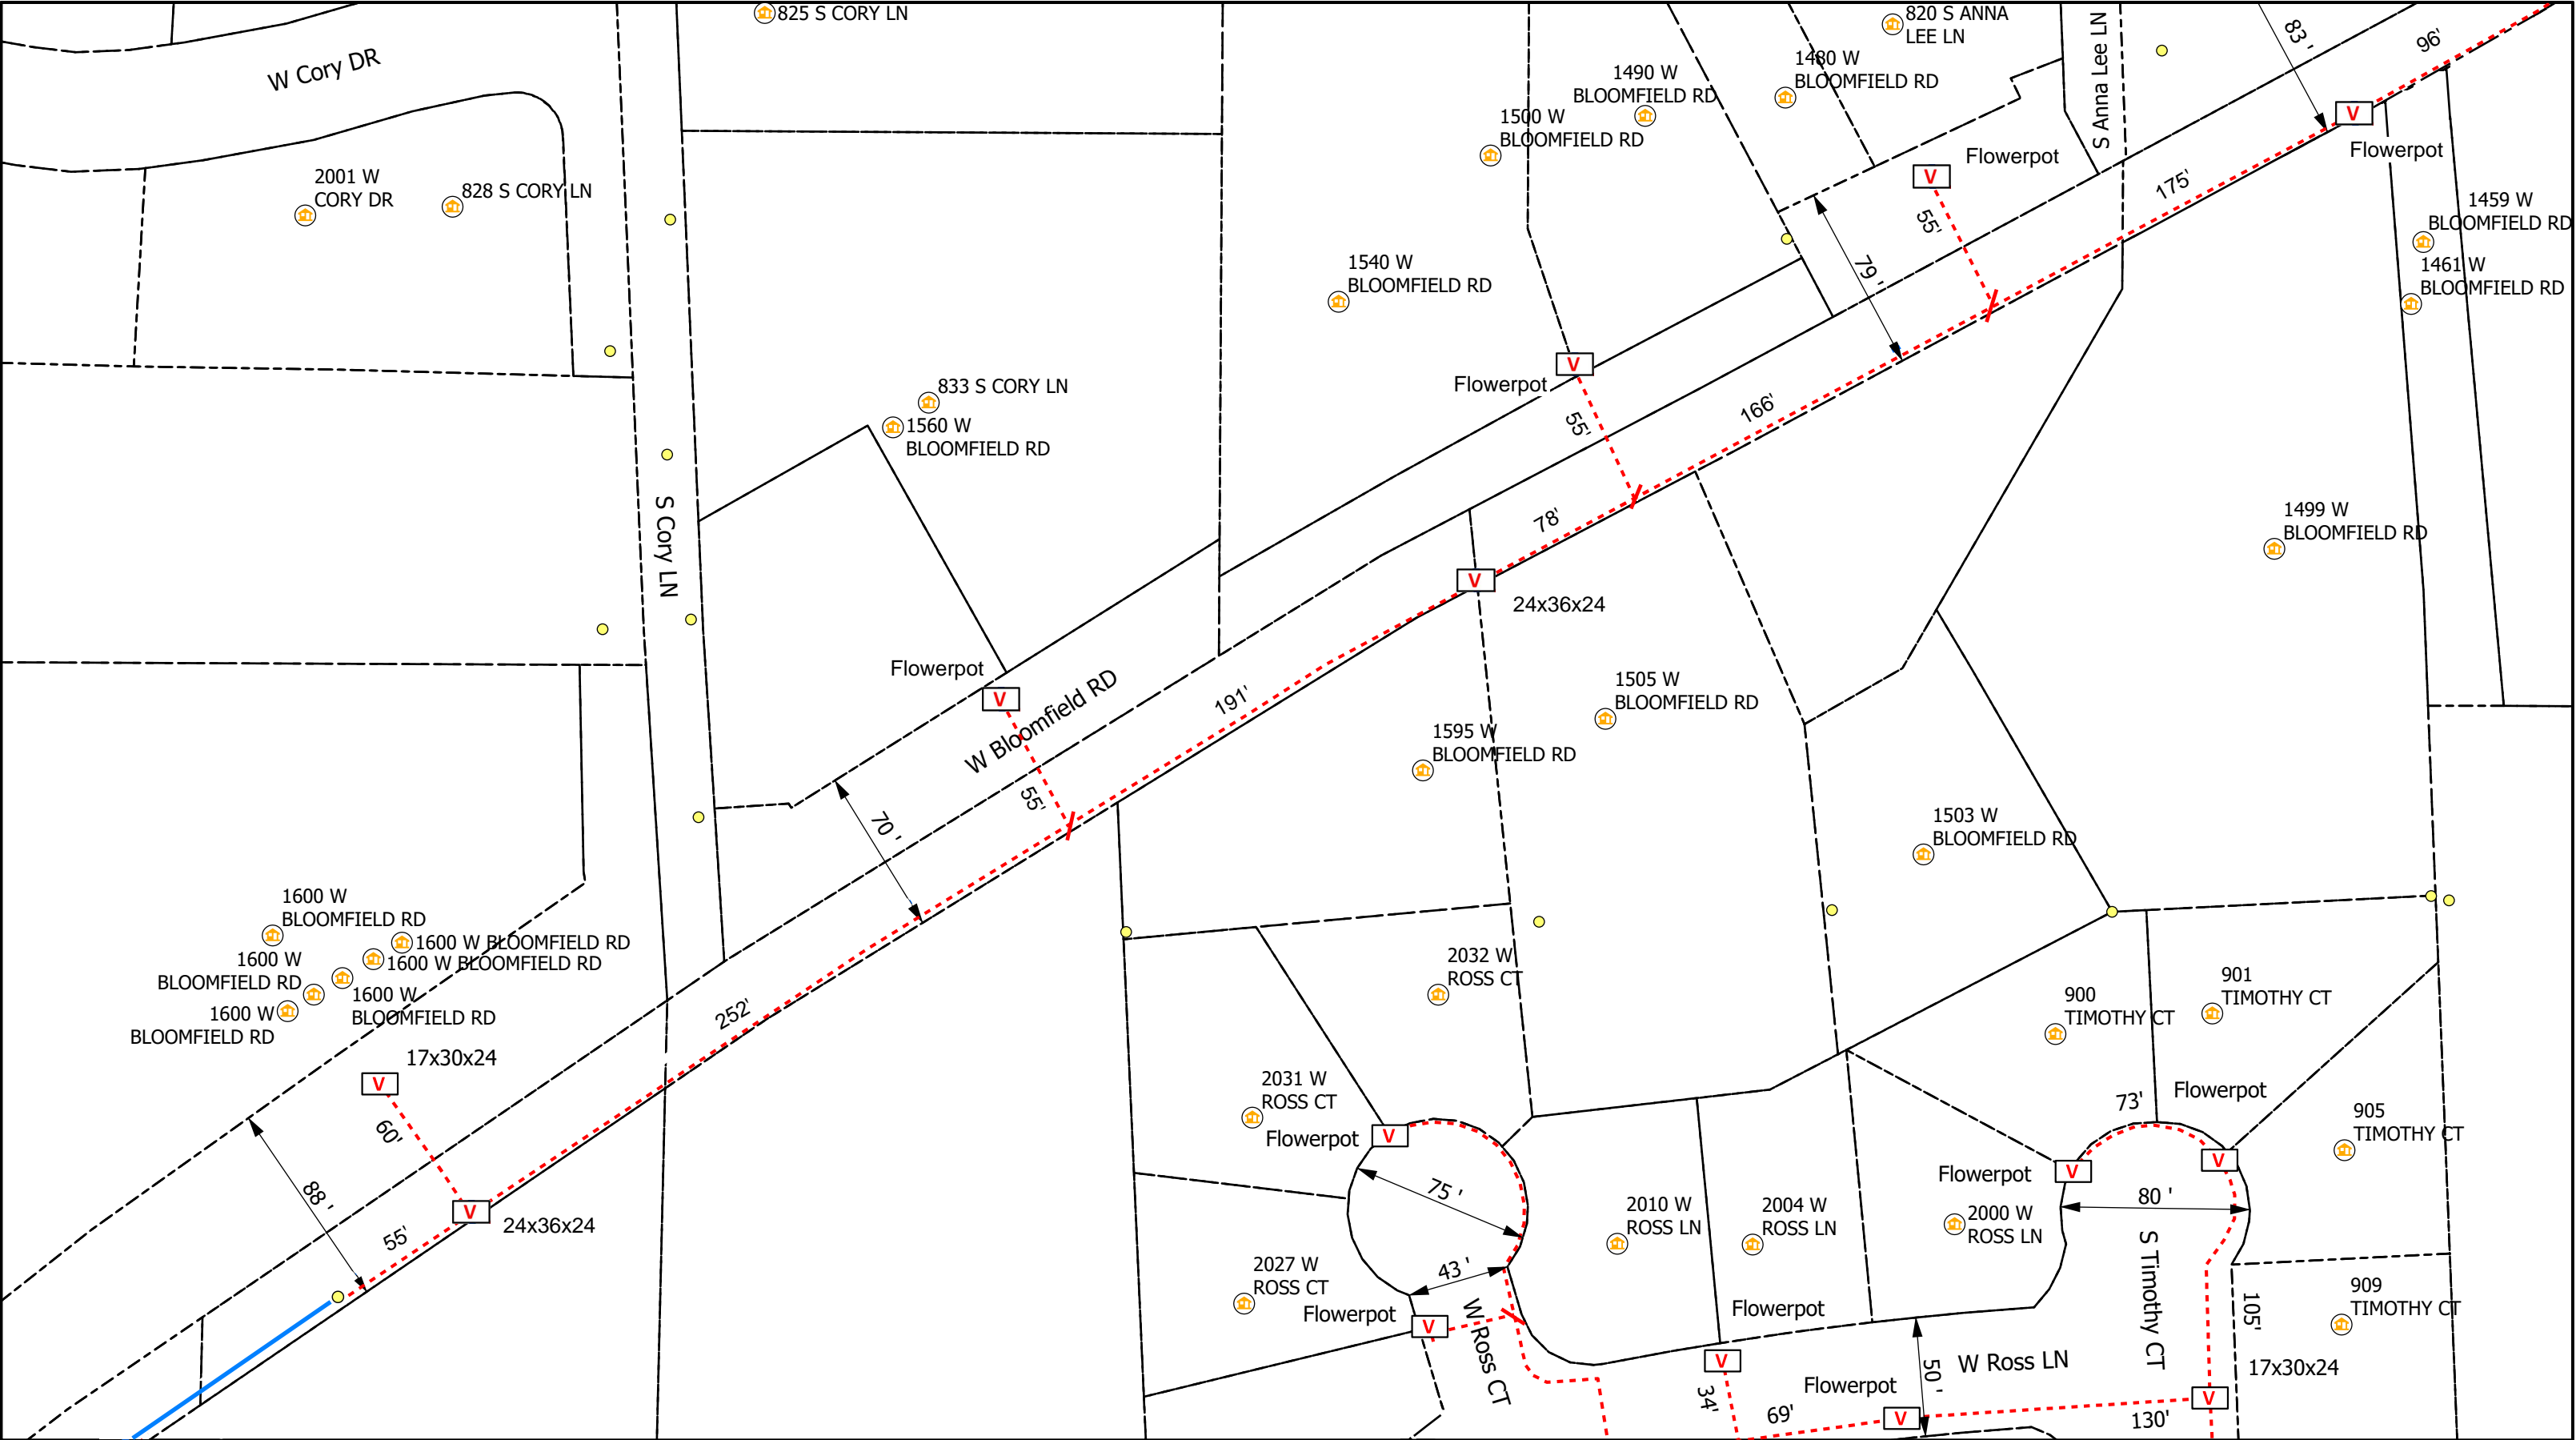 825 S CORY LN
W Cory DR
2001 W
CORY DR
828 S CORY LN
S Cory LN
833 S CORY LN
1560 W
BLOOMFIELD RD
820 S ANNA
LEE LN
1480 W
BLOOMFIELD RD
1490 W
BLOOMFIELD RD
1500 W
BLOOMFIELD RD
1540 W
BLOOMFIELD RD
S Anna Lee LN
83 '
96'
V
Flowerpot
175'
V
Flowerpot
55'
79 '
1459 W
BLOOMFIELD RD
1461 W
BLOOMFIELD RD
V
Flowerpot
55'
166'
78'
V
24x36x24
1499 W
BLOOMFIELD RD
Flowerpot
V
W Bloomfield RD
191'
55'
70 '
1505 W
BLOOMFIELD RD
1595 W
BLOOMFIELD RD
1503 W
BLOOMFIELD RD
1600 W
BLOOMFIELD RD
1600 W BLOOMFIELD RD
1600 W BLOOMFIELD RD
1600 W
BLOOMFIELD RD
1600 W
BLOOMFIELD RD
1600 W
BLOOMFIELD RD
252'
17x30x24
V
60'
88 '
55'
V
24x36x24
2032 W
ROSS CT
2031 W
ROSS CT
Flowerpot
V
75 '
43 '
2027 W
ROSS CT
Flowerpot
V
W Ross CT
2010 W
ROSS LN
2004 W
ROSS LN
2000 W
ROSS LN
900
TIMOTHY CT
901
TIMOTHY CT
73'
Flowerpot
V
Flowerpot
V
80 '
905
TIMOTHY CT
S Timothy CT
909
TIMOTHY CT
105'
17x30x24
V
Flowerpot
V
34'
69'
Flowerpot
V
50 '
W Ross LN
130'